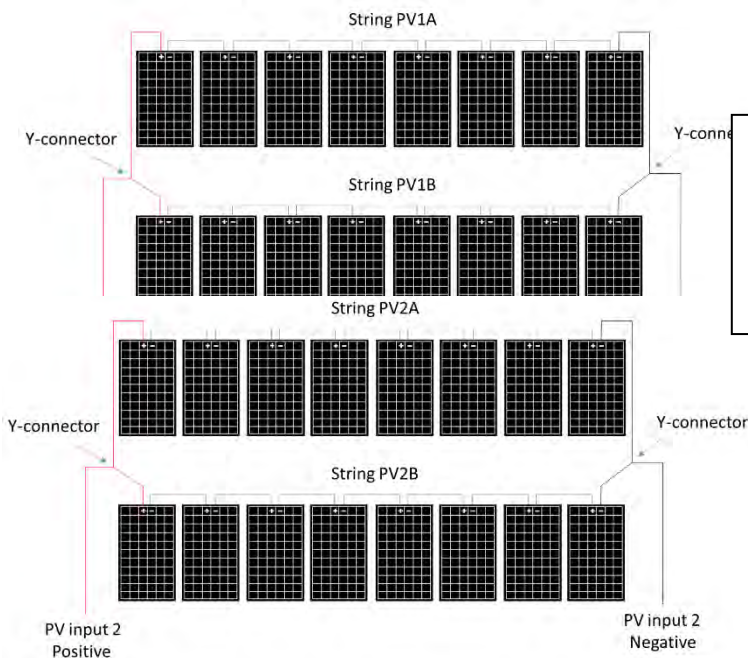 String PV1A
Y-connector
Y-conne
String PV1B
String PV2A
Y-connector
Y-connector
String PV2B
PV input 2
Positive
PV input 2
Negative